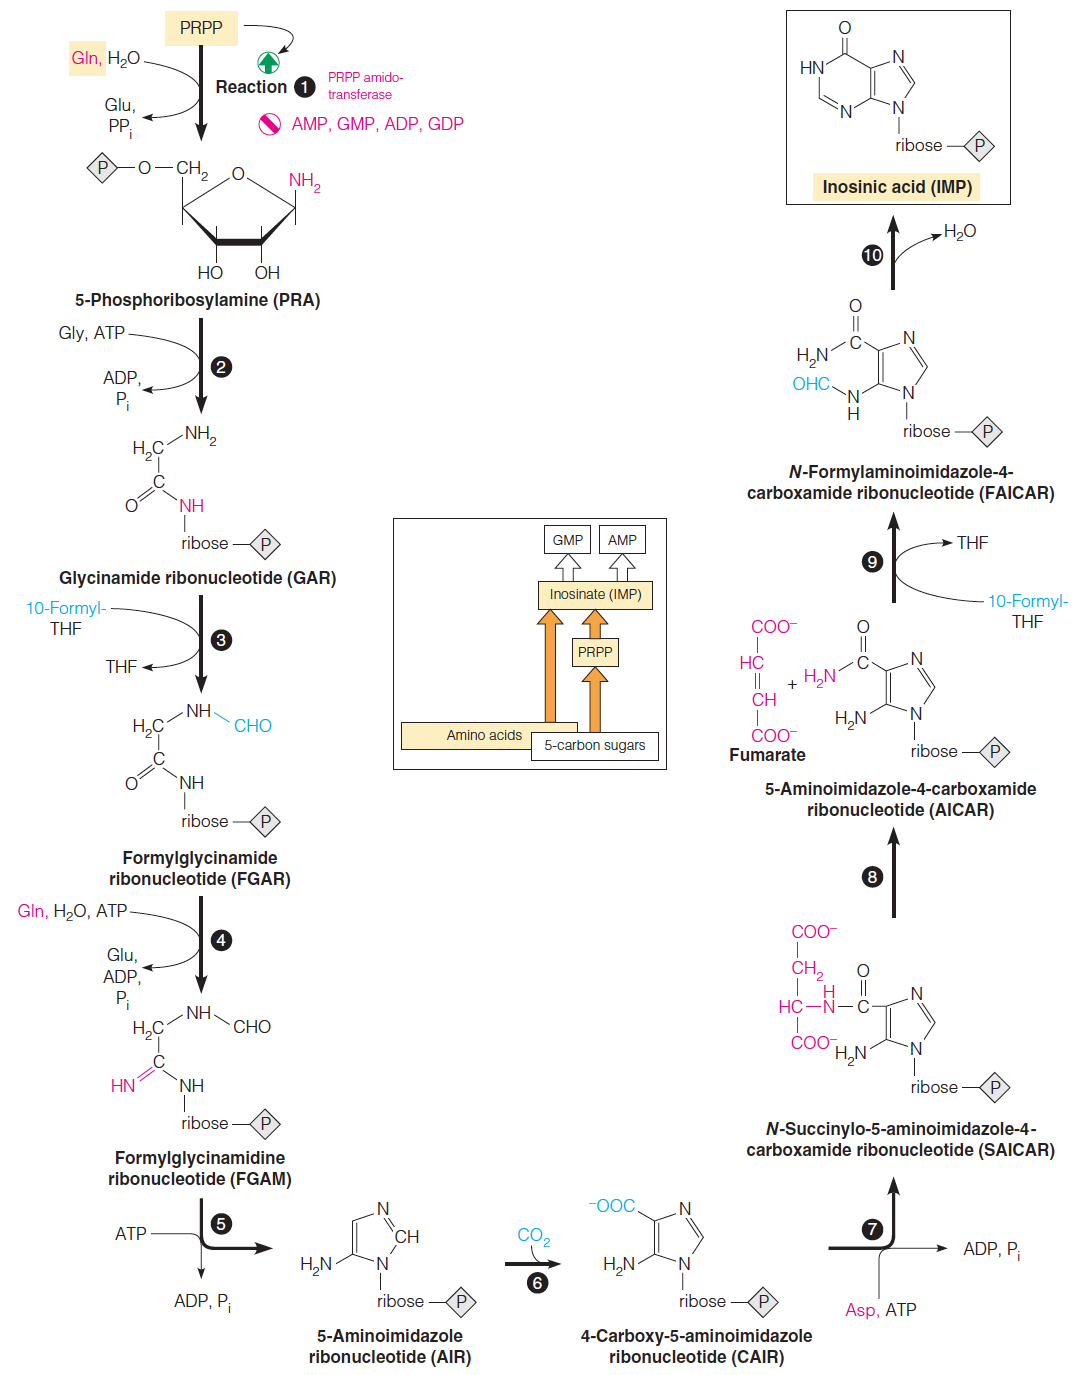 PRPP
Gln, H₂O
Glu,
PPᵢ
Reaction 1
PRPP amido-
transferase
AMP, GMP, ADP, GDP
P O CH₂ O NH₂
HO OH
5-Phosphoribosylamine (PRA)
Gly, ATP
2
ADP,
Pᵢ
NH₂
H₂C
C
O NH
ribose P
Glycinamide ribonucleotide (GAR)
10-Formyl-
THF
3
THF
NH
H₂C CHO
C
O NH
ribose P
Formylglycinamide
ribonucleotide (FGAR)
Gln, H₂O, ATP
4
Glu,
ADP,
Pᵢ
NH
H₂C CHO
C
HN NH
ribose P
Formylglycinamidine
ribonucleotide (FGAM)
5
ATP
ADP, Pᵢ
N
CH
H₂N N
ribose P
5-Aminoimidazole
ribonucleotide (AIR)
CO₂
6
⁻OOC N
H₂N N
ribose P
4-Carboxy-5-aminoimidazole
ribonucleotide (CAIR)
7
ADP, Pᵢ
Asp, ATP
COO⁻
CH₂ O
H
HC N C N
COO⁻
H₂N N
ribose P
N-Succinylo-5-aminoimidazole-4-
carboxamide ribonucleotide (SAICAR)
8
COO⁻ O
HC C N
+ H₂N
CH
H₂N N
COO⁻
Fumarate
ribose P
5-Aminoimidazole-4-carboxamide
ribonucleotide (AICAR)
9
THF
10-Formyl-
THF
O
C N
H₂N
OHC
N N
H
ribose P
N-Formylaminoimidazole-4-
carboxamide ribonucleotide (FAICAR)
10
H₂O
O
HN N
N N
ribose P
Inosinic acid (IMP)
GMP AMP
Inosinate (IMP)
PRPP
Amino acids
5-carbon sugars